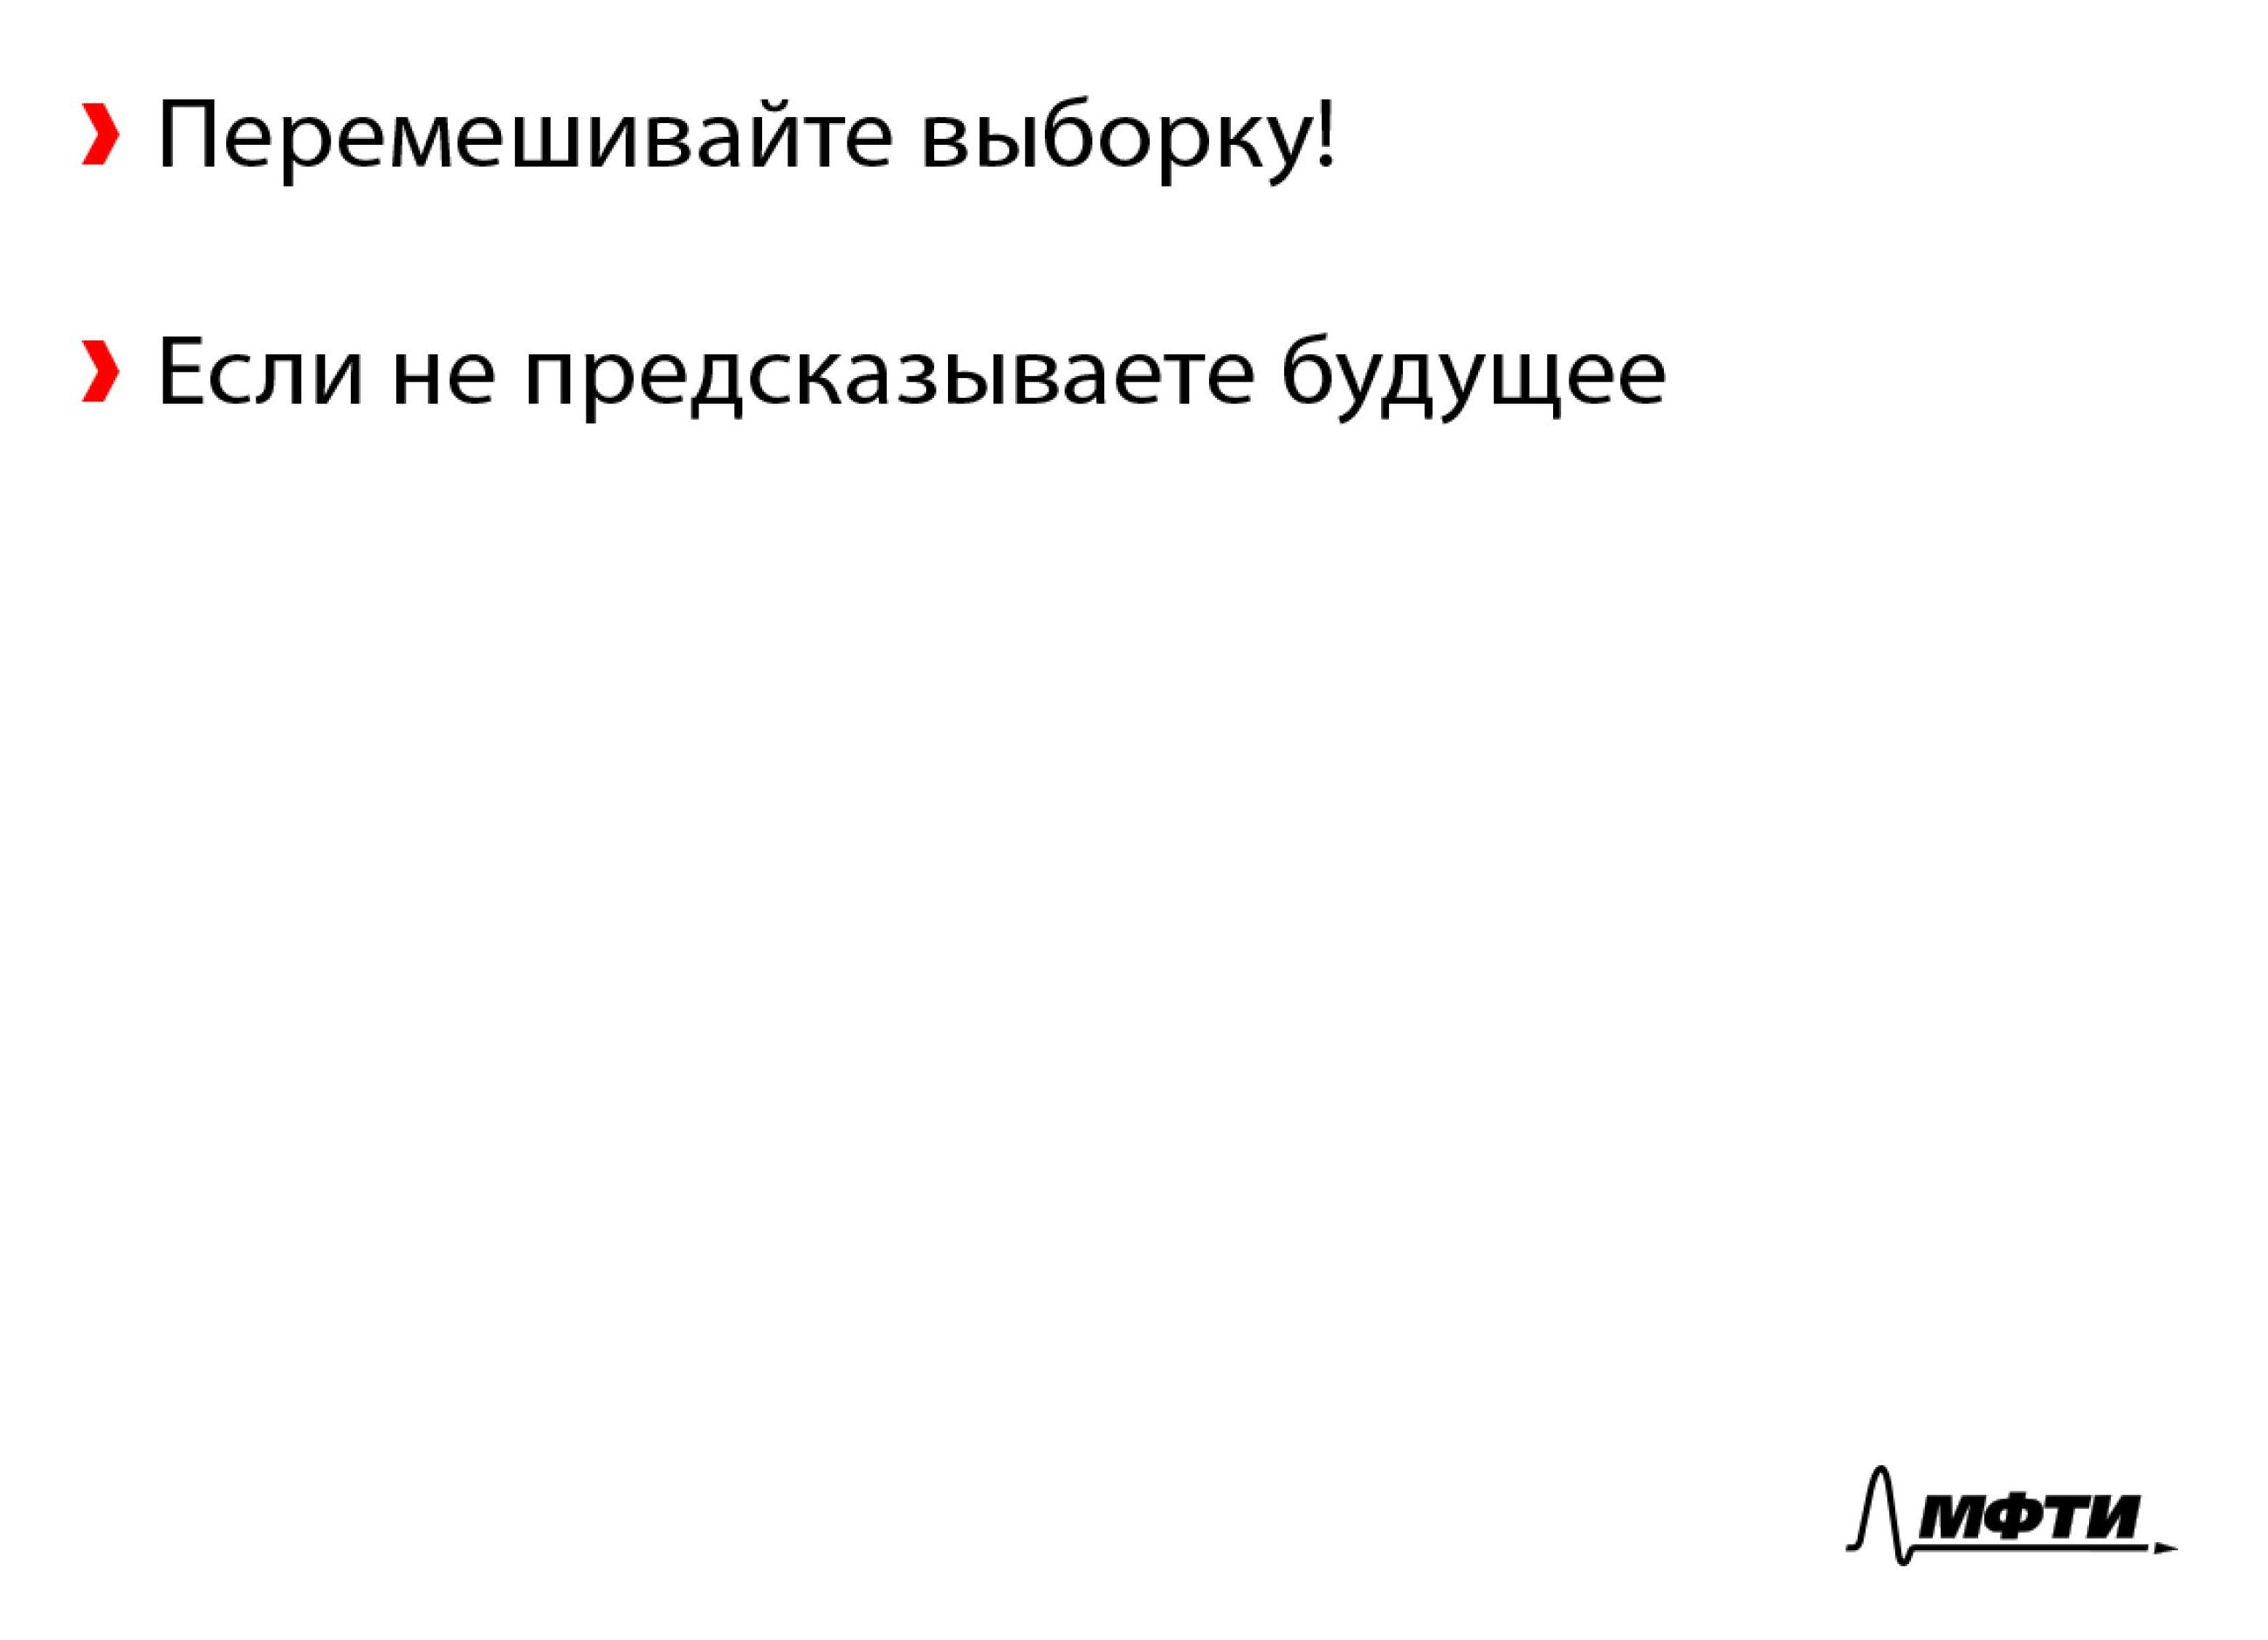 Перемешивайте выборку!
Если не предсказываете будущее
МФТИ